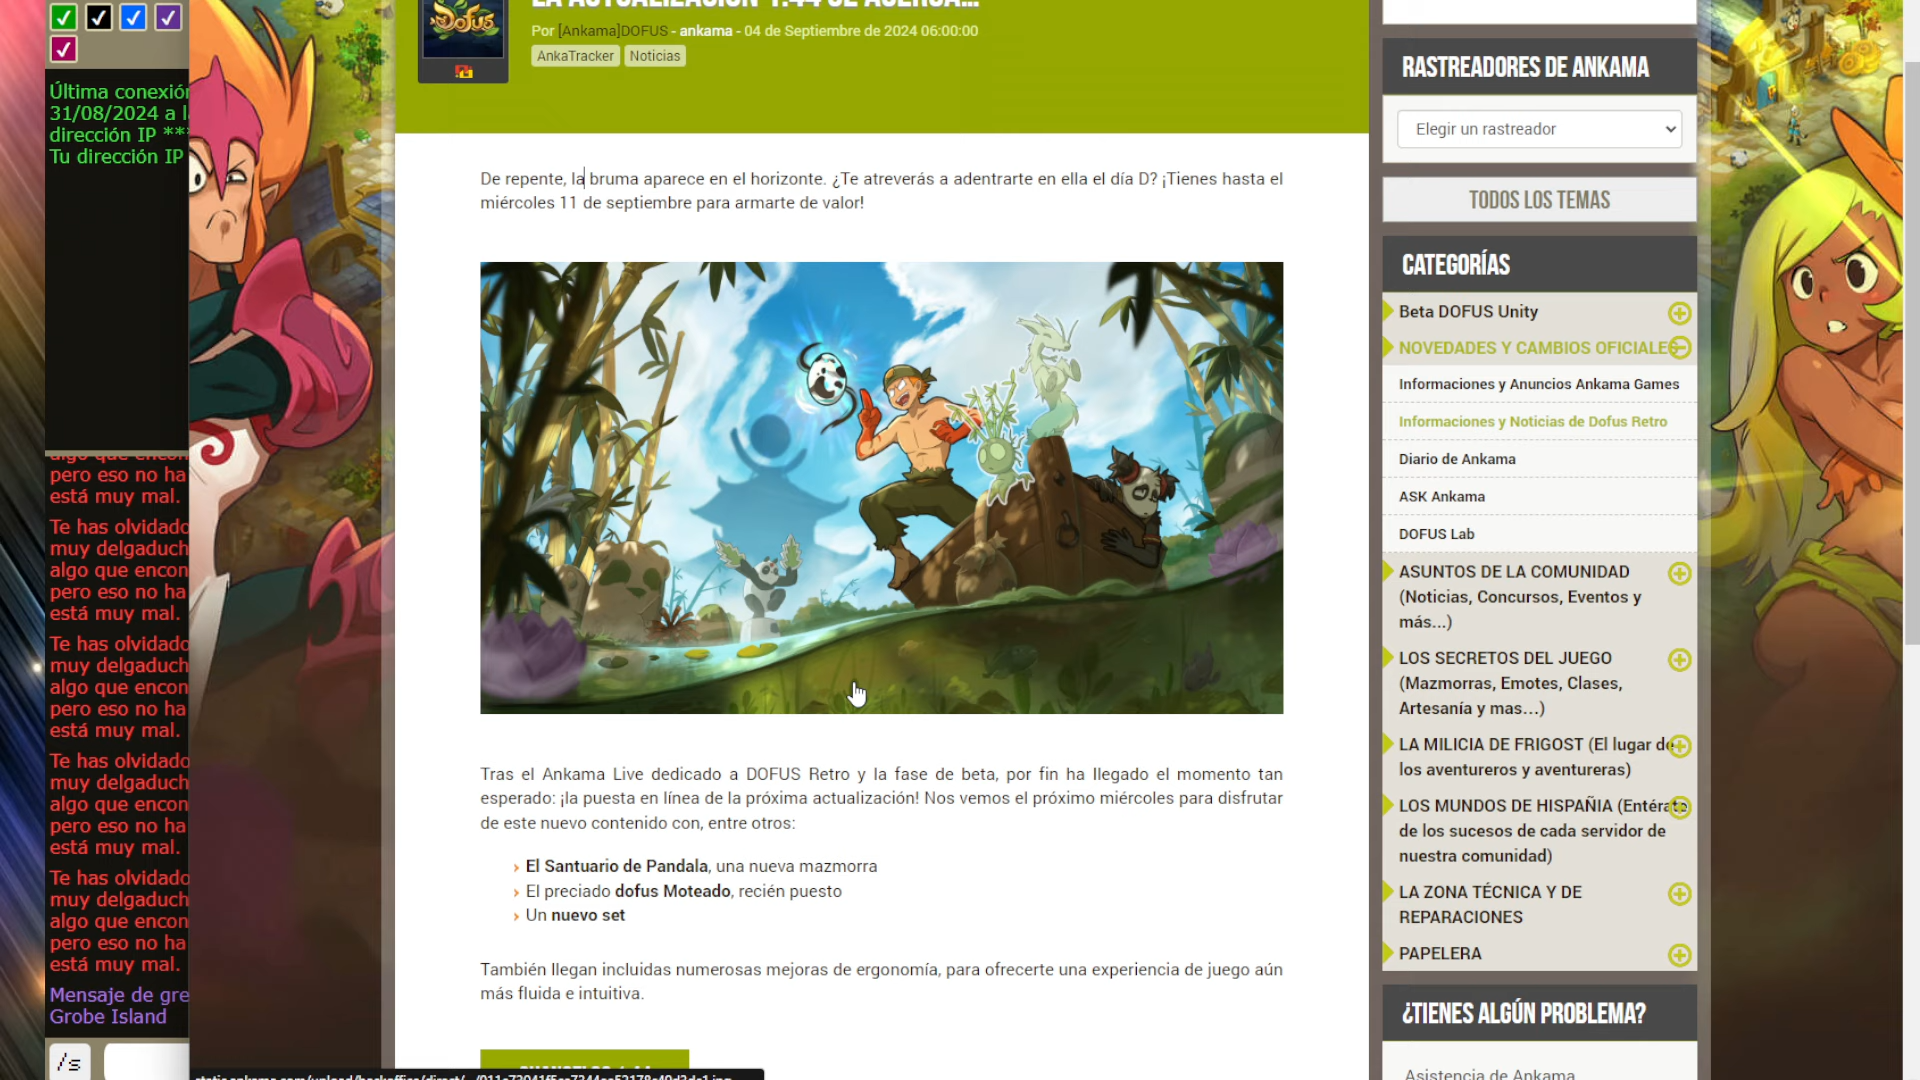 Última conexión
31/08/2024 a l
dirección IP ***
Tu dirección IP
pero eso no ha
está muy mal.
Te has olvidado
muy delgaduch
algo que encon
pero eso no ha
está muy mal.
Te has olvidado
muy delgaduch
algo que encon
pero eso no ha
está muy mal.
Te has olvidado
muy delgaduch
algo que encon
pero eso no ha
está muy mal.
Te has olvidado
muy delgaduch
algo que encon
pero eso no ha
está muy mal.
Mensaje de gre
Grobe Island
/s
DOFUS
Por [Ankama]DOFUS - ankama - 04 de Septiembre de 2024 06:00:00
AnkaTracker Noticias
De repente, la bruma aparece en el horizonte. ¿Te atreverás a adentrarte en ella el día D? ¡Tienes hasta el
miércoles 11 de septiembre para armarte de valor!
Tras el Ankama Live dedicado a DOFUS Retro y la fase de beta, por fin ha llegado el momento tan
esperado: ¡la puesta en línea de la próxima actualización! Nos vemos el próximo miércoles para disfrutar
de este nuevo contenido con, entre otros:
› El Santuario de Pandala, una nueva mazmorra
› El preciado dofus Moteado, recién puesto
› Un nuevo set
También llegan incluidas numerosas mejoras de ergonomía, para ofrecerte una experiencia de juego aún
más fluida e intuitiva.
RASTREADORES DE ANKAMA
Elegir un rastreador
TODOS LOS TEMAS
CATEGORÍAS
Beta DOFUS Unity
NOVEDADES Y CAMBIOS OFICIALES
Informaciones y Anuncios Ankama Games
Informaciones y Noticias de Dofus Retro
Diario de Ankama
ASK Ankama
DOFUS Lab
ASUNTOS DE LA COMUNIDAD
(Noticias, Concursos, Eventos y
más...)
LOS SECRETOS DEL JUEGO
(Mazmorras, Emotes, Clases,
Artesanía y mas...)
LA MILICIA DE FRIGOST (El lugar de
los aventureros y aventureras)
LOS MUNDOS DE HISPAÑIA (Entérate
de los sucesos de cada servidor de
nuestra comunidad)
LA ZONA TÉCNICA Y DE
REPARACIONES
PAPELERA
¿TIENES ALGÚN PROBLEMA?
Asistencia de Ankama